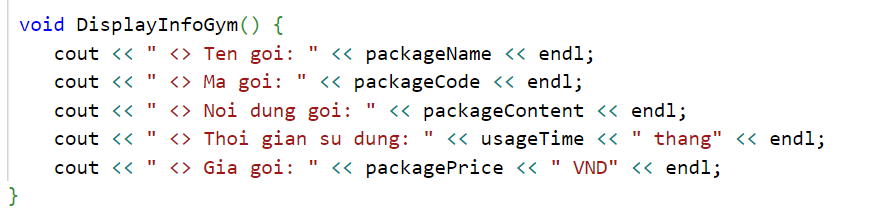 void DisplayInfoGym() {
cout << " <> Ten goi: " << packageName << endl;
cout << " <> Ma goi: " << packageCode << endl;
cout << " <> Noi dung goi: " << packageContent << endl;
cout << " <> Thoi gian su dung: " << usageTime << " thang" << endl;
cout << " <> Gia goi: " << packagePrice << " VND" << endl;
}